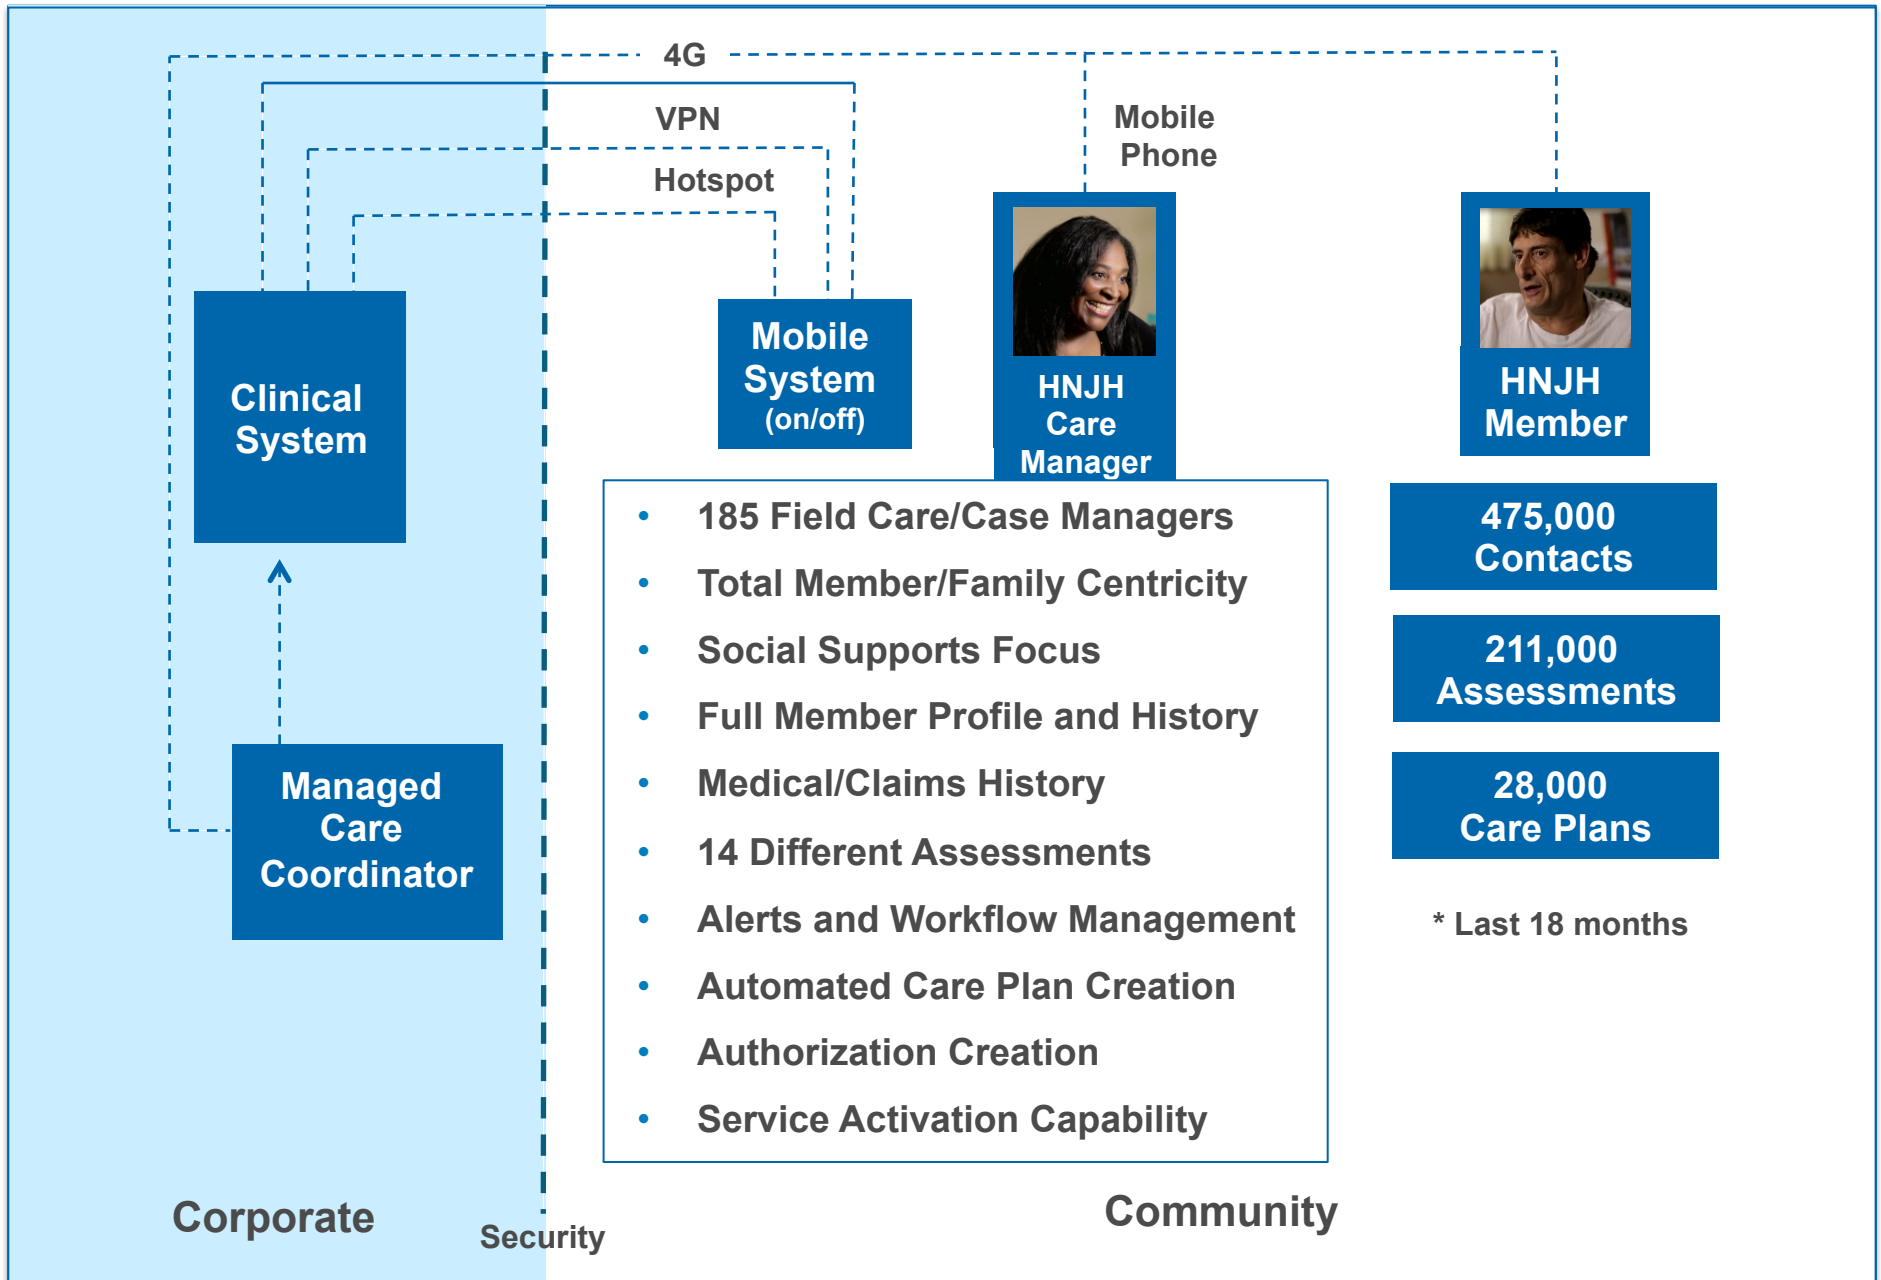 4G
VPN
Hotspot
Mobile
Phone
Clinical
System
Mobile
System
(on/off)
HNJH
Care
Manager
HNJH
Member
Managed
Care
Coordinator
• 185 Field Care/Case Managers
• Total Member/Family Centricity
• Social Supports Focus
• Full Member Profile and History
• Medical/Claims History
• 14 Different Assessments
• Alerts and Workflow Management
• Automated Care Plan Creation
• Authorization Creation
• Service Activation Capability
475,000
Contacts
211,000
Assessments
28,000
Care Plans
* Last 18 months
Corporate
Security
Community